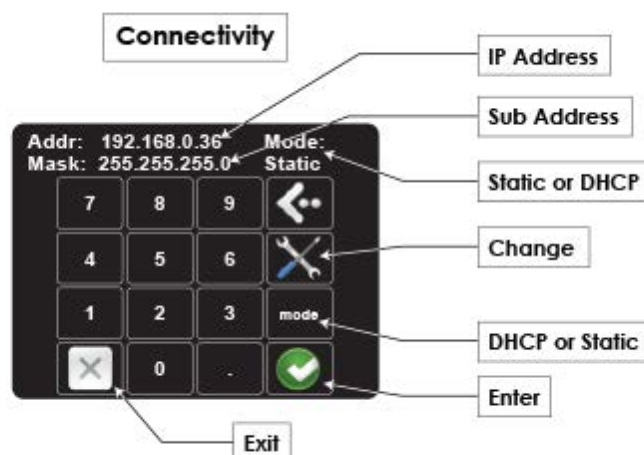 Connectivity
IP Address
Sub Address
Static or DHCP
Change
DHCP or Static
Enter
Exit
Addr: 192.168.0.36 Mode:
Mask: 255.255.255.0 Static
7 8 9
4 5 6
1 2 3 mode
0 .